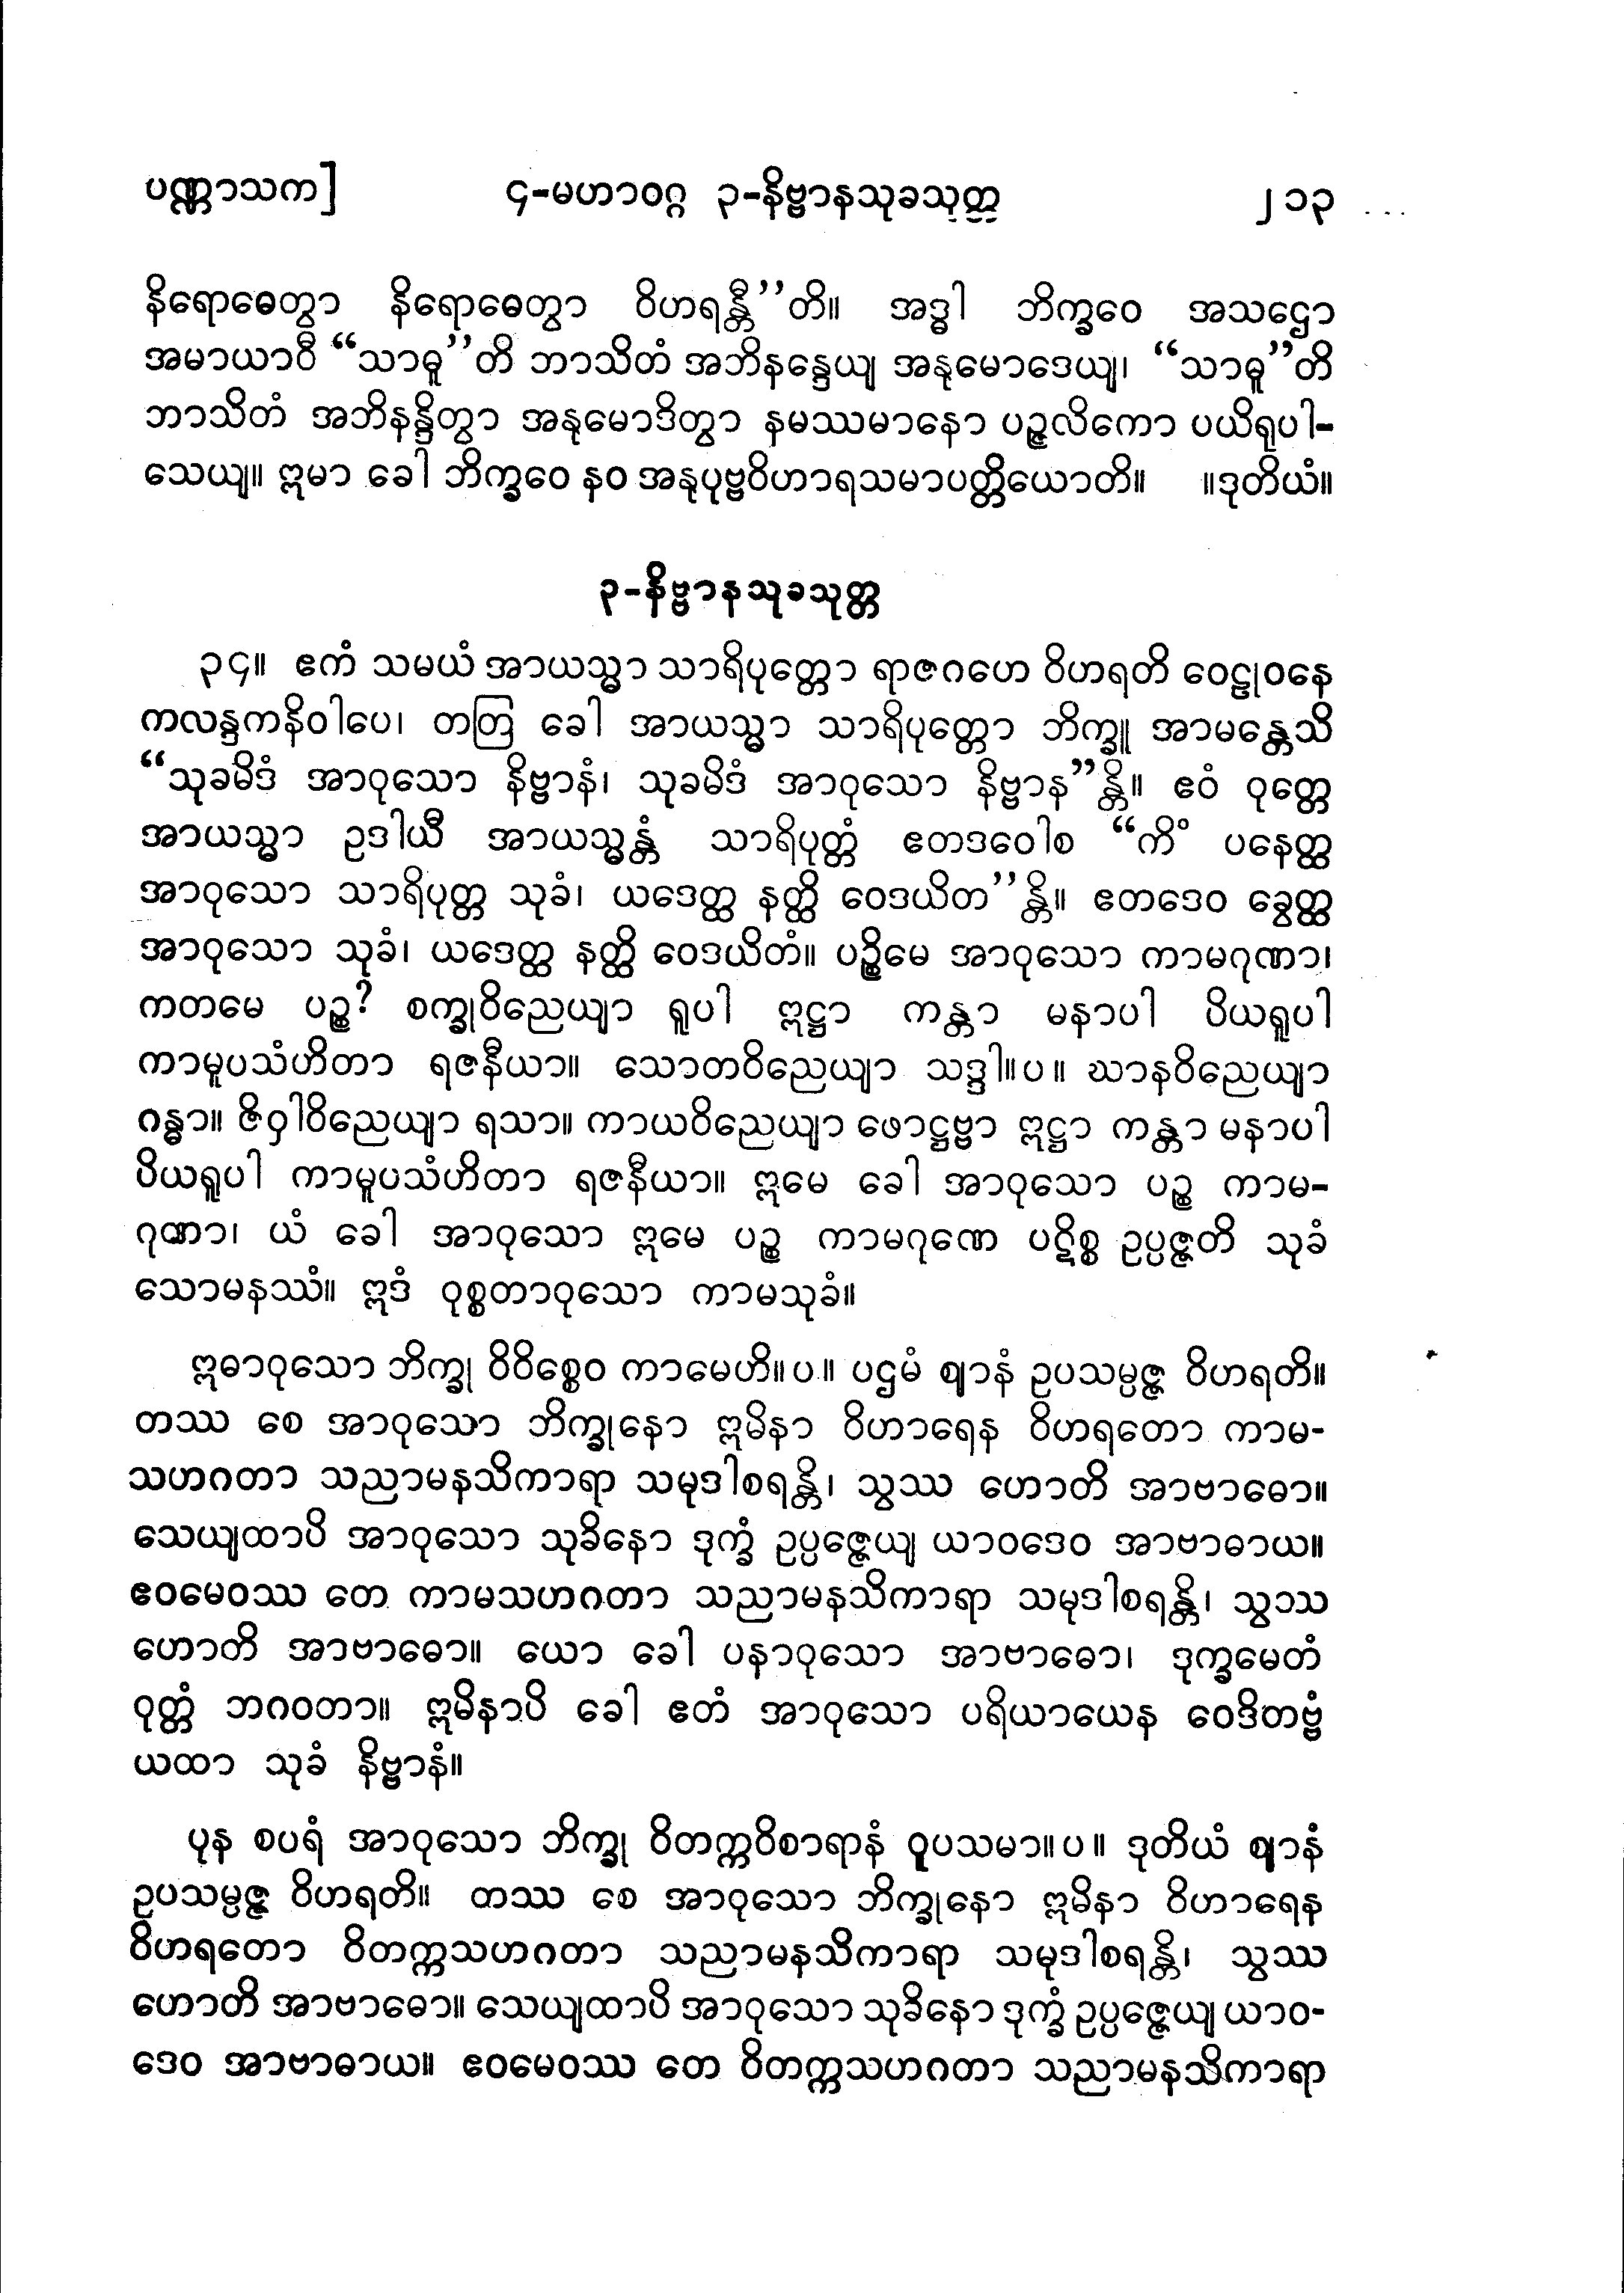 ပဏ္ဏာသက] ၄-မဟာဝဂ္ဂ ၃-နိဗ္ဗာနသုခသုတ္တ ၂၁၃
နိရောဓေတွာ နိရောဓေတွာ ဝိဟရန္တီ”တိ။ အဒ္ဓါ ဘိက္ခဝေ အသဌော
အမာယာဝီ “သာဓူ”တိ ဘာသိတံ အဘိနန္ဒေယျ အနုမောဒေယျ၊ “သာဓူ”တိ
ဘာသိတံ အဘိနန္ဒိတွာ အနုမောဒိတွာ နမဿမာနော ပဉ္ဇလိကော ပယိရုပါ-
သေယျ။ ဣမာ ခေါ ဘိက္ခဝေ နဝ အနုပုဗ္ဗဝိဟာရသမာပတ္တိယောတိ။ ။ဒုတိယံ။
၃-နိဗ္ဗာနသုခသုတ္တ
၃၄။ ဧကံ သမယံ အာယသ္မာ သာရိပုတ္တော ရာဇဂဟေ ဝိဟရတိ ဝေဠုဝနေ
ကလန္ဒကနိဝါပေ၊ တတြ ခေါ အာယသ္မာ သာရိပုတ္တော ဘိက္ခူ အာမန္တေသိ
“သုခမိဒံ အာဝုသော နိဗ္ဗာနံ၊ သုခမိဒံ အာဝုသော နိဗ္ဗာန”န္တိ။ ဧဝံ ဝုတ္တေ
အာယသ္မာ ဥဒါယီ အာယသ္မန္တံ သာရိပုတ္တံ ဧတဒဝေါစ “ကိံ ပနေတ္ထ
အာဝုသော သာရိပုတ္တ သုခံ၊ ယဒေတ္ထ နတ္ထိ ဝေဒယိတ”န္တိ။ ဧတဒေဝ ခွေတ္ထ
အာဝုသော သုခံ၊ ယဒေတ္ထ နတ္ထိ ဝေဒယိတံ။ ပဉ္စိမေ အာဝုသော ကာမဂုဏာ၊
ကတမေ ပဉ္စ? စက္ခုဝိညေယျာ ရူပါ ဣဋ္ဌာ ကန္တာ မနာပါ ပိယရူပါ
ကာမူပသံဟိတာ ရဇနီယာ။ သောတဝိညေယျာ သဒ္ဒါ။ပ။ ဃာနဝိညေယျာ
ဂန္ဓာ။ ဇိဝှါဝိညေယျာ ရသာ။ ကာယဝိညေယျာ ဖောဋ္ဌဗ္ဗာ ဣဋ္ဌာ ကန္တာ မနာပါ
ပိယရူပါ ကာမူပသံဟိတာ ရဇနီယာ။ ဣမေ ခေါ အာဝုသော ပဉ္စ ကာမ-
ဂုဏာ၊ ယံ ခေါ အာဝုသော ဣမေ ပဉ္စ ကာမဂုဏေ ပဋိစ္စ ဥပ္ပဇ္ဇတိ သုခံ
သောမနဿံ။ ဣဒံ ဝုစ္စတာဝုသော ကာမသုခံ။
ဣဓာဝုသော ဘိက္ခု ဝိဝိစ္စေဝ ကာမေဟိ။ပ။ ပဌမံ ဈာနံ ဥပသမ္ပဇ္ဇ ဝိဟရတိ။
တဿ စေ အာဝုသော ဘိက္ခုနော ဣမိနာ ဝိဟာရေန ဝိဟရတော ကာမ-
သဟဂတာ သညာမနသိကာရာ သမုဒါစရန္တိ၊ သွဿ ဟောတိ အာဗာဓော။
သေယျထာပိ အာဝုသော သုခိနော ဒုက္ခံ ဥပ္ပဇ္ဇေယျ ယာဝဒေဝ အာဗာဓာယ။
ဧဝမေဝဿ တေ ကာမသဟဂတာ သညာမနသိကာရာ သမုဒါစရန္တိ၊ သွဿ
ဟောတိ အာဗာဓော။ ယော ခေါ ပနာဝုသော အာဗာဓော၊ ဒုက္ခမေတံ
ဝုတ္တံ ဘဂဝတာ။ ဣမိနာပိ ခေါ ဧတံ အာဝုသော ပရိယာယေန ဝေဒိတဗ္ဗံ
ယထာ သုခံ နိဗ္ဗာနံ။
ပုန စပရံ အာဝုသော ဘိက္ခု ဝိတက္ကဝိစာရာနံ ဝူပသမာ။ပ။ ဒုတိယံ ဈာနံ
ဥပသမ္ပဇ္ဇ ဝိဟရတိ။ တဿ စေ အာဝုသော ဘိက္ခုနော ဣမိနာ ဝိဟာရေန
ဝိဟရတော ဝိတက္ကသဟဂတာ သညာမနသိကာရာ သမုဒါစရန္တိ၊ သွဿ
ဟောတိ အာဗာဓော။ သေယျထာပိ အာဝုသော သုခိနော ဒုက္ခံ ဥပ္ပဇ္ဇေယျ ယာဝ-
ဒေဝ အာဗာဓာယ။ ဧဝမေဝဿ တေ ဝိတက္ကသဟဂတာ သညာမနသိကာရာ